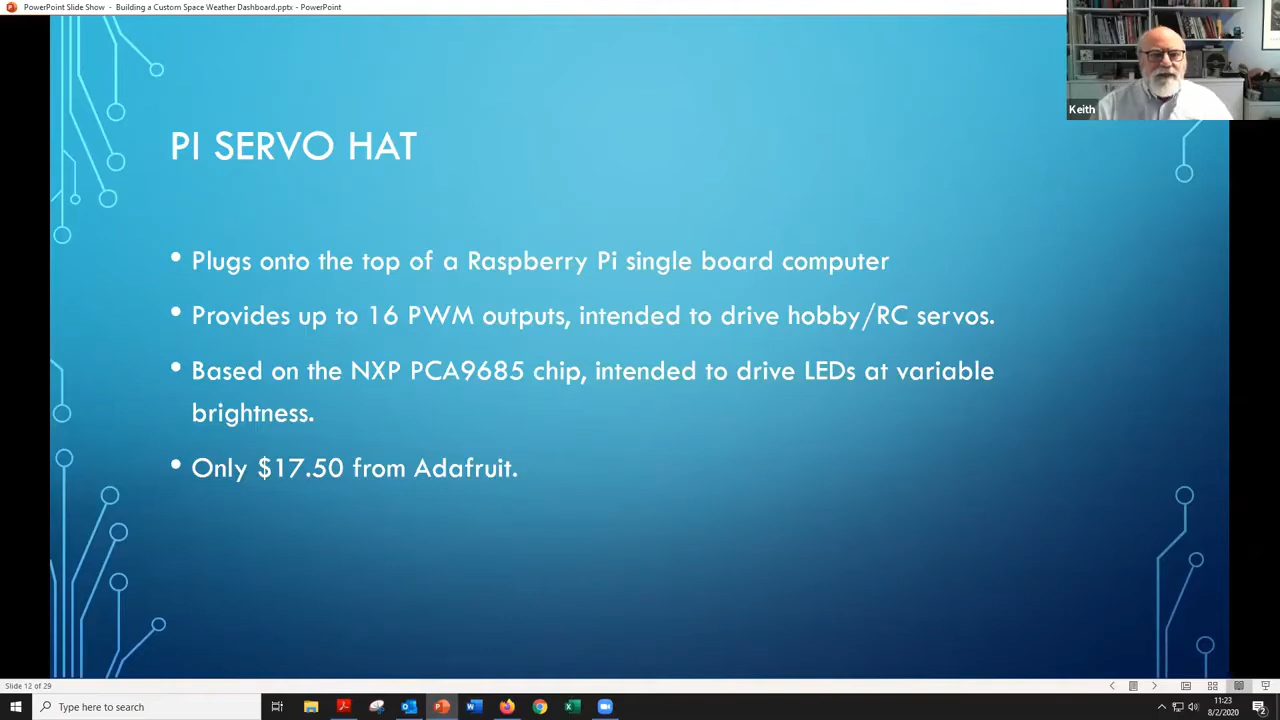 PowerPoint Slide Show - Building a Custom Space Weather Dashboard.pptx - PowerPoint
Keith
PI SERVO HAT
• Plugs onto the top of a Raspberry Pi single board computer
• Provides up to 16 PWM outputs, intended to drive hobby/RC servos.
• Based on the NXP PCA9685 chip, intended to drive LEDs at variable
brightness.
• Only $17.50 from Adafruit.
Slide 12 of 29
Type here to search
11:23
8/2/2020
2